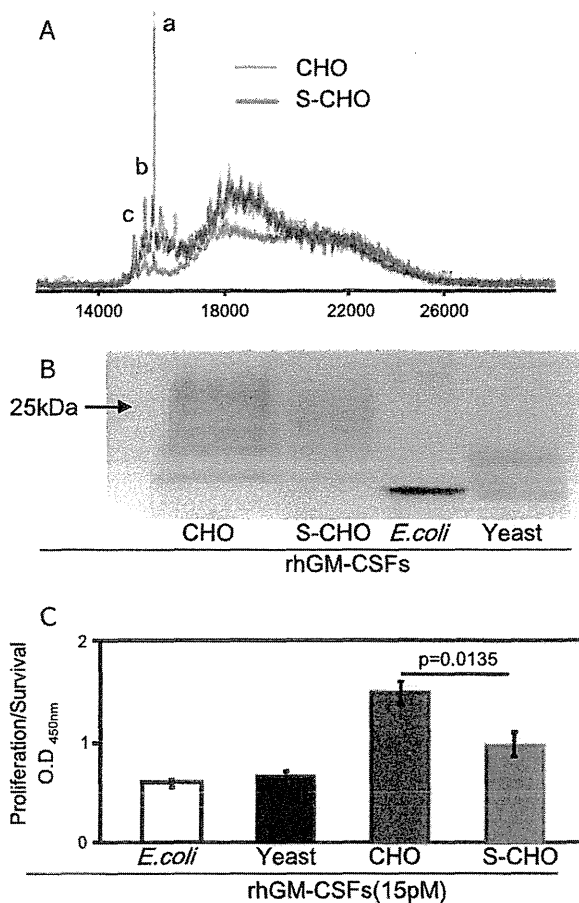 A
a
CHO
S-CHO
b
c
14000 18000 22000 26000
B
25kDa
CHO S-CHO E.coli Yeast
rhGM-CSFs
C
2
p=0.0135
Proliferation/Survival
O.D 450nm
1
0
E.coli Yeast CHO S-CHO
rhGM-CSFs(15pM)